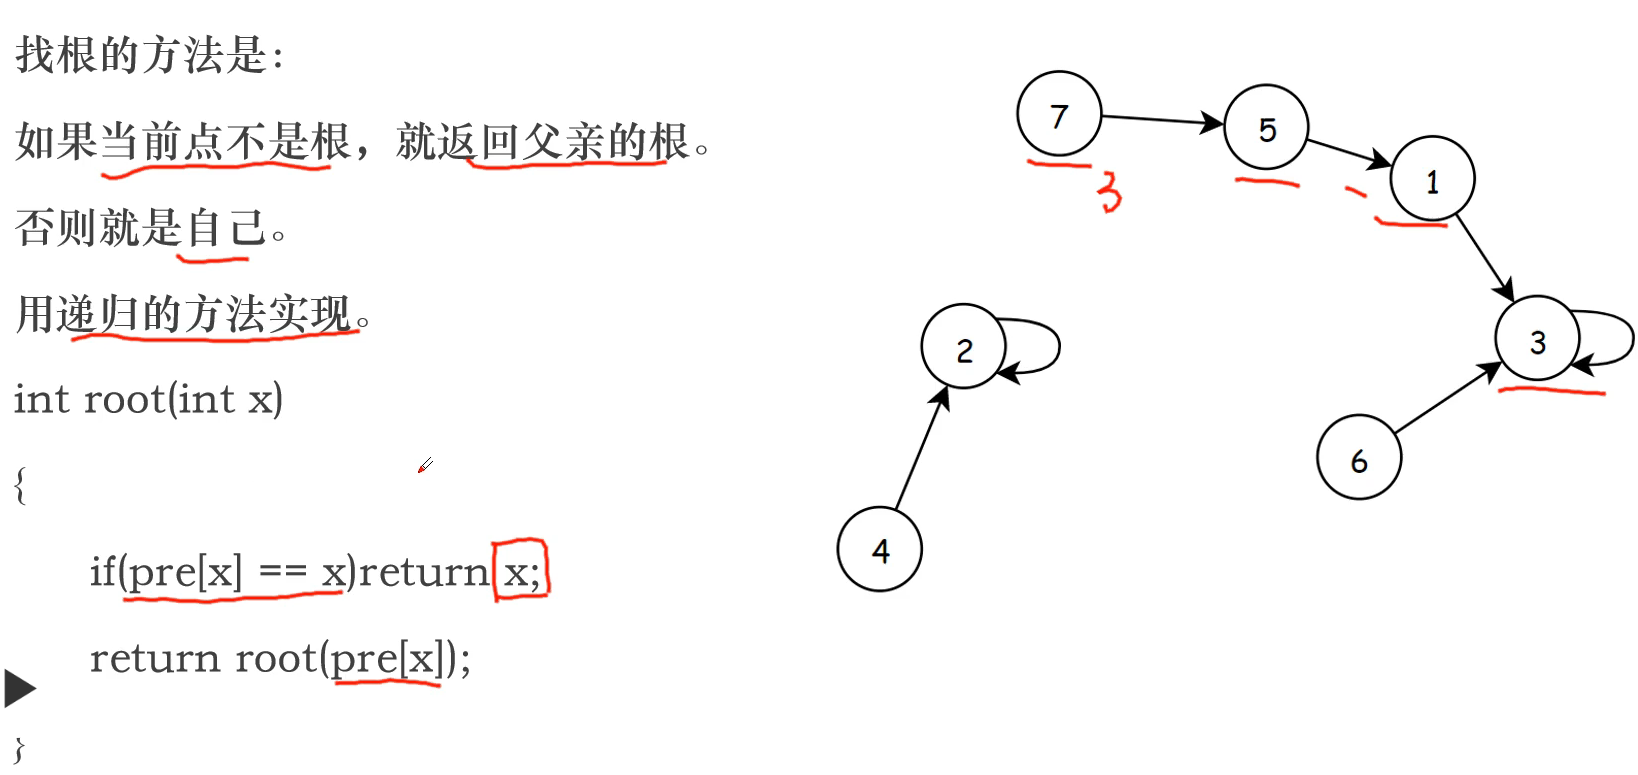 找根的方法是：
如果当前点不是根，就返回父亲的根。
否则就是自己。
用递归的方法实现。
int root(int x)
{
if(pre[x] == x)return x;
return root(pre[x]);
}
7
5
1
3
3
2
6
4